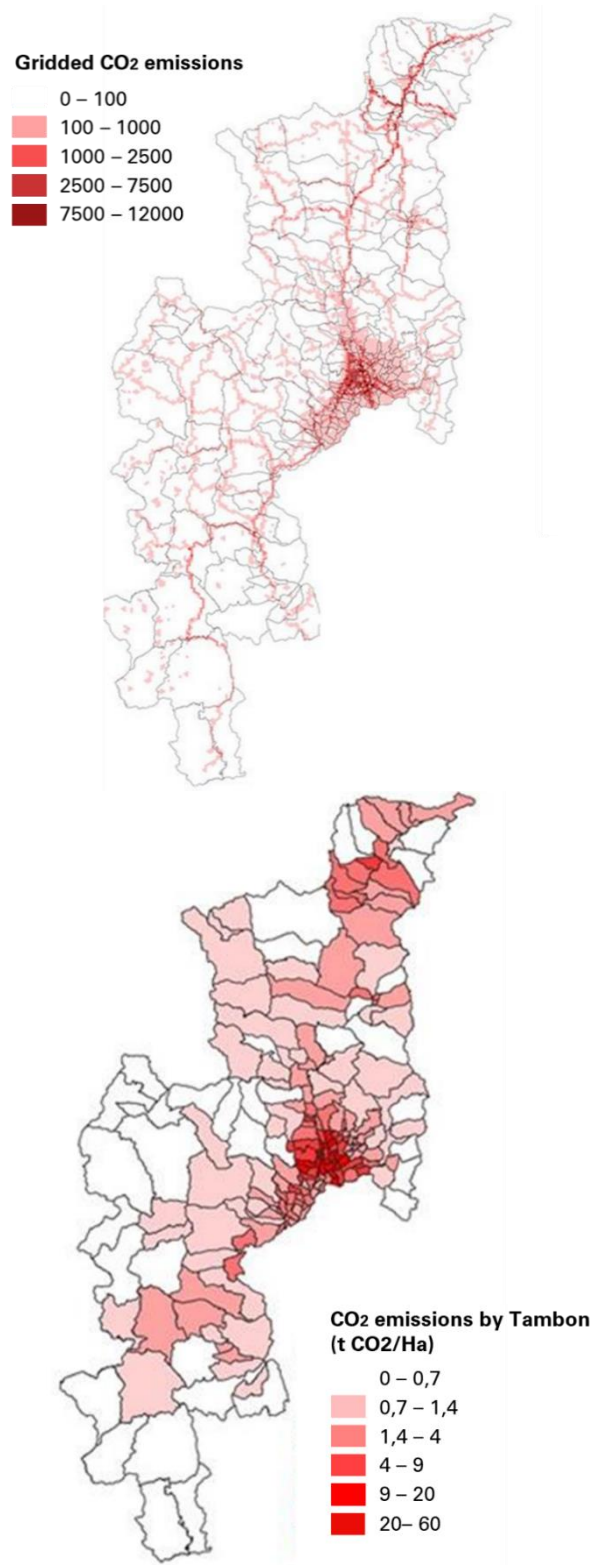 Gridded CO2 emissions
0 – 100
100 – 1000
1000 – 2500
2500 – 7500
7500 – 12000
CO2 emissions by Tambon
(t CO2/Ha)
0 – 0,7
0,7 – 1,4
1,4 – 4
4 – 9
9 – 20
20– 60